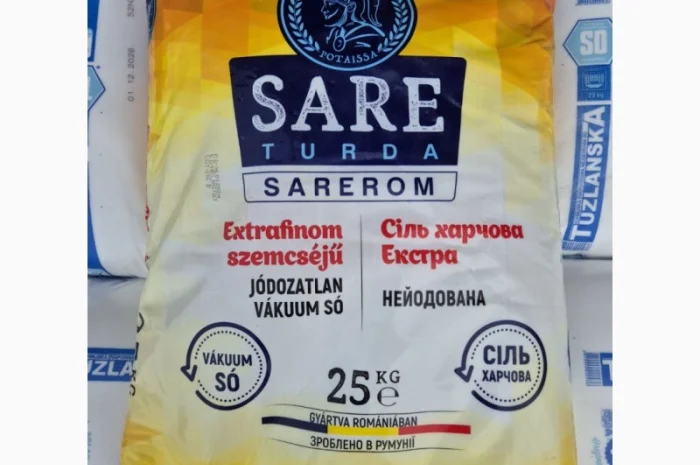 POTAISSA
SARE
TURDA
SAREROM
Extrafinom
szemcséjű
JÓDOZATLAN
VÁKUUM SÓ
Сіль харчова
Екстра
НЕЙОДОВАНА
VÁKUUM
SÓ
25 KG
e
СІЛЬ
ХАРЧОВА
GYÁRTVA ROMÁNIÁBAN
ЗРОБЛЕНО В РУМУНІЇ
01.12.2026
SO
TUZLANSKA
TUZLA